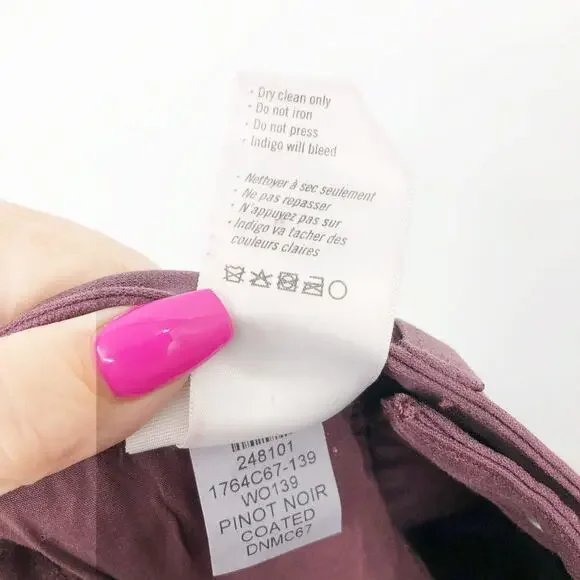 · Dry clean only
· Do not iron
· Do not press
· Indigo will bleed
· Nettoyer à sec seulement
· Ne pas repasser
· N'appuyez pas sur
· Indigo va tacher des
couleurs claires
248101
1764C67-139
WO139
PINOT NOIR
COATED
DNMC67